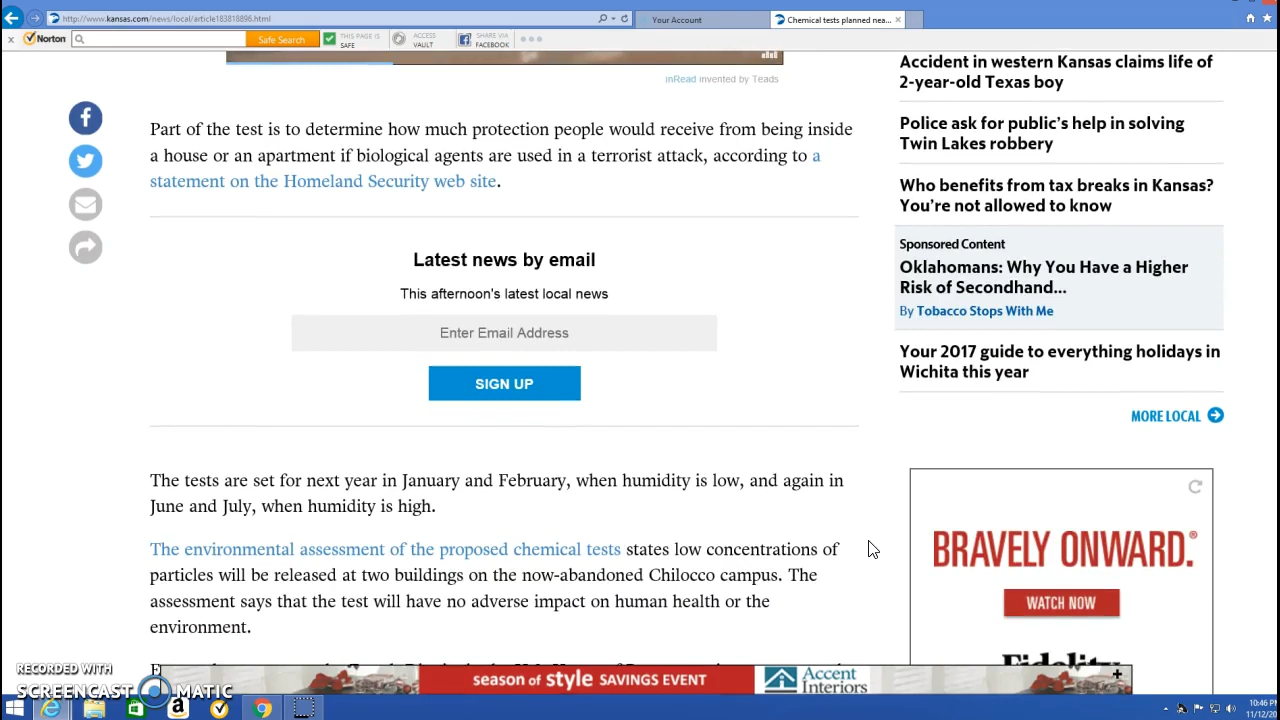 http://www.kansas.com/news/local/article183818896.html
Your Account
Chemical tests planned nea...
Norton
Safe Search
THIS PAGE IS
SAFE
ACCESS
VAULT
SHARE VIA
FACEBOOK
inRead invented by Teads
Part of the test is to determine how much protection people would receive from being inside
a house or an apartment if biological agents are used in a terrorist attack, according to a
statement on the Homeland Security web site.
Latest news by email
This afternoon's latest local news
Enter Email Address
SIGN UP
The tests are set for next year in January and February, when humidity is low, and again in
June and July, when humidity is high.
The environmental assessment of the proposed chemical tests states low concentrations of
particles will be released at two buildings on the now-abandoned Chilocco campus. The
assessment says that the test will have no adverse impact on human health or the
environment.
Accident in western Kansas claims life of
2-year-old Texas boy
Police ask for public's help in solving
Twin Lakes robbery
Who benefits from tax breaks in Kansas?
You're not allowed to know
Sponsored Content
Oklahomans: Why You Have a Higher
Risk of Secondhand...
By Tobacco Stops With Me
Your 2017 guide to everything holidays in
Wichita this year
MORE LOCAL
BRAVELY ONWARD.®
WATCH NOW
Fidelity
season of style SAVINGS EVENT
Accent
Interiors
RECORDED WITH
SCREENCAST MATIC
10:46 PM
11/12/20